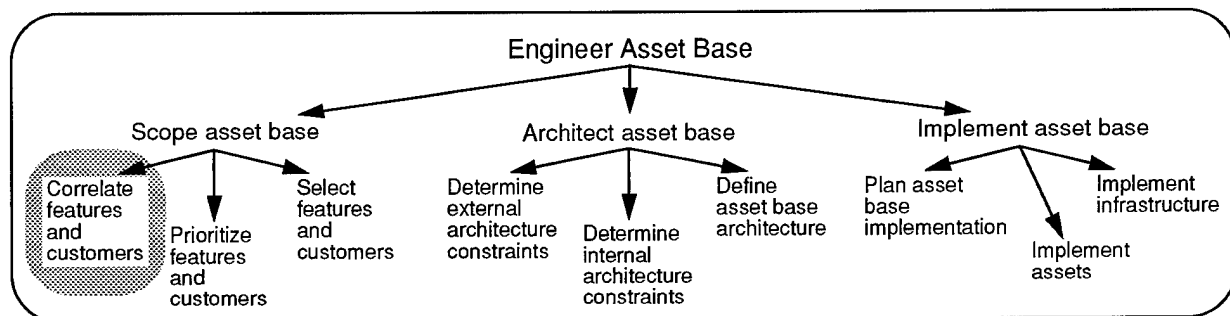 Engineer Asset Base
Scope asset base
Architect asset base
Implement asset base
Correlate
features
and
customers
Prioritize
features
and
customers
Select
features
and
customers
Determine
external
architecture
constraints
Determine
internal
architecture
constraints
Define
asset base
architecture
Plan asset
base
implementation
Implement
assets
Implement
infrastructure